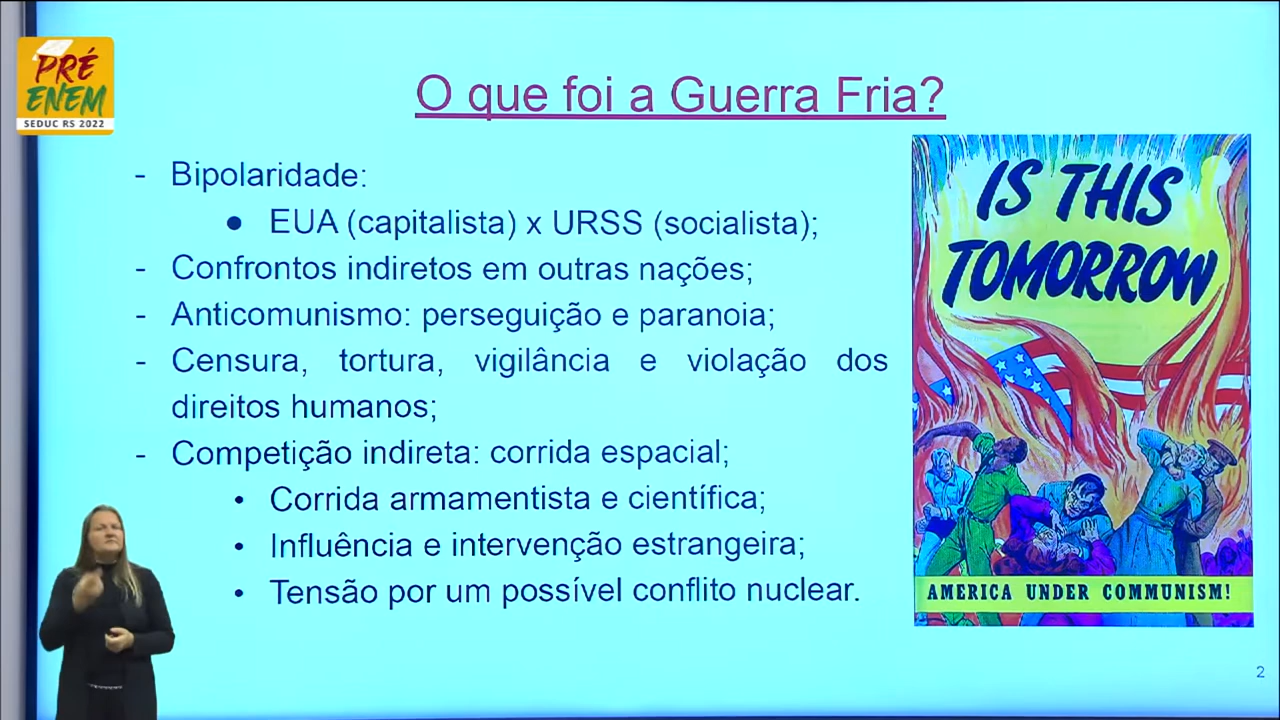 PRÉ
ENEM
SEDUC RS 2022
O que foi a Guerra Fria?
- Bipolaridade:
● EUA (capitalista) x URSS (socialista);
- Confrontos indiretos em outras nações;
- Anticomunismo: perseguição e paranoia;
- Censura, tortura, vigilância e violação dos
direitos humanos;
- Competição indireta: corrida espacial;
• Corrida armamentista e científica;
• Influência e intervenção estrangeira;
• Tensão por um possível conflito nuclear.
IS THIS
TOMORROW
AMERICA UNDER COMMUNISM!
2